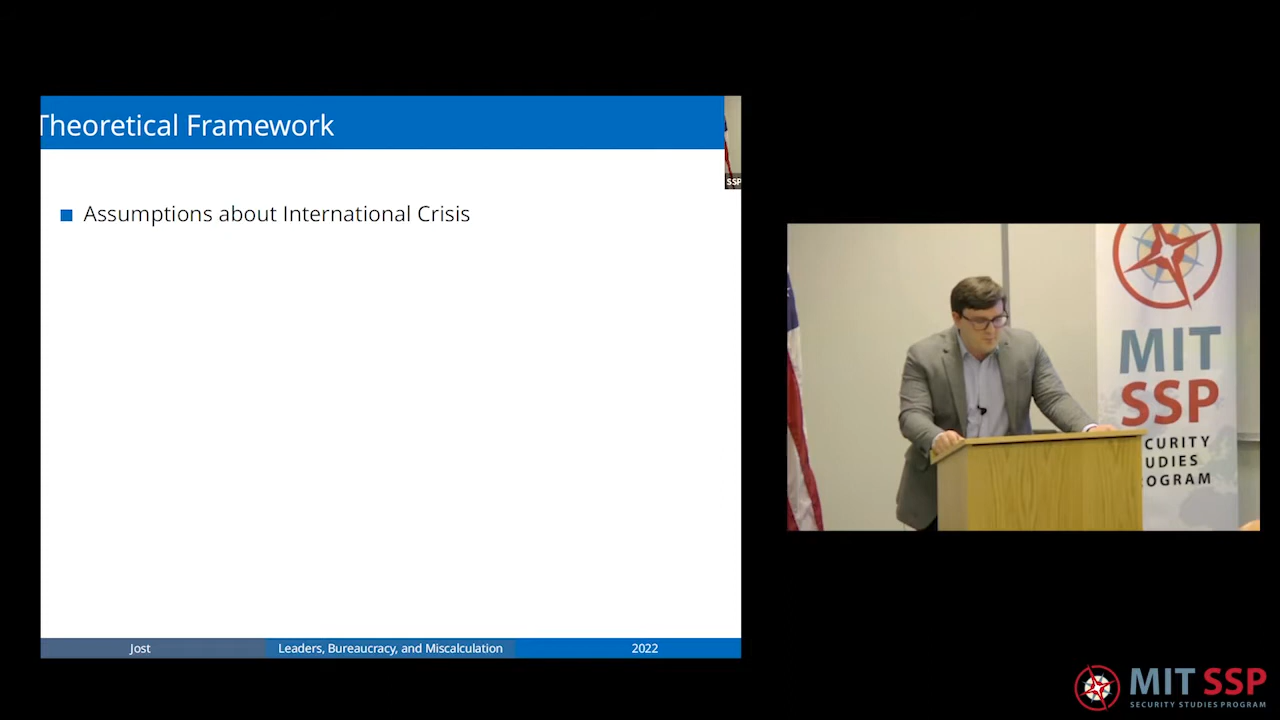 Theoretical Framework
SSP
Assumptions about International Crisis
Jost
Leaders, Bureaucracy, and Miscalculation
2022
MIT
SSP
CURITY
UDIES
OGRAM
MIT SSP
SECURITY STUDIES PROGRAM